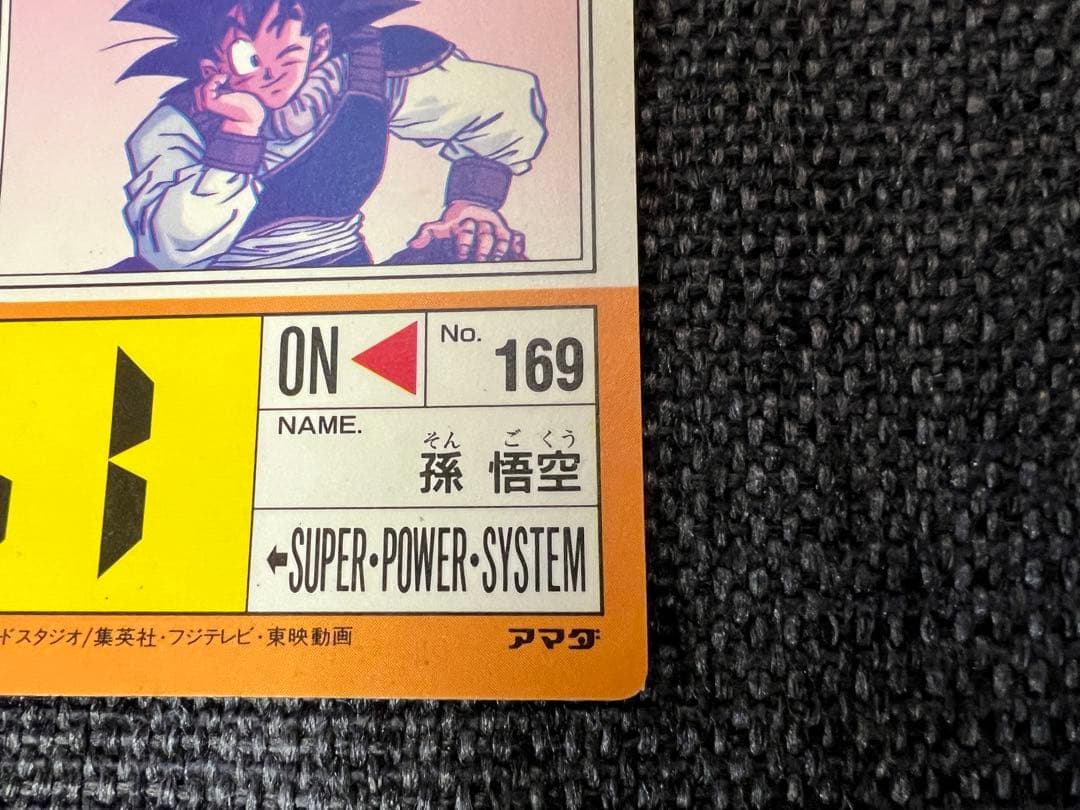 ON
No. 169
NAME.
そん ご くう
孫 悟空
←SUPER・POWER・SYSTEM
ドスタジオ/集英社・フジテレビ・東映動画
アマダ